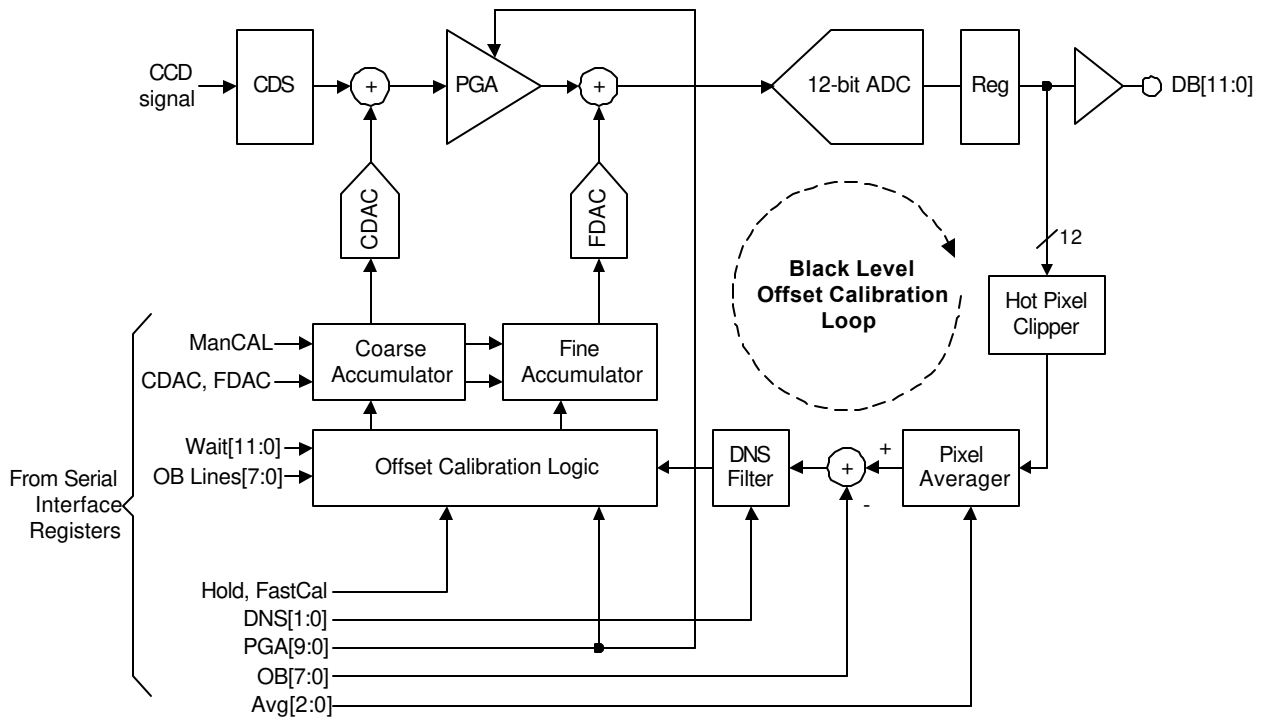 CCD
signal
CDS
+
PGA
+
12-bit ADC
Reg
DB[11:0]
CDAC
FDAC
12
Black Level
Offset Calibration
Loop
Hot Pixel
Clipper
ManCAL
CDAC, FDAC
Coarse
Accumulator
Fine
Accumulator
Wait[11:0]
OB Lines[7:0]
Offset Calibration Logic
DNS
Filter
+
+
-
Pixel
Averager
From Serial
Interface
Registers
Hold, FastCal
DNS[1:0]
PGA[9:0]
OB[7:0]
Avg[2:0]